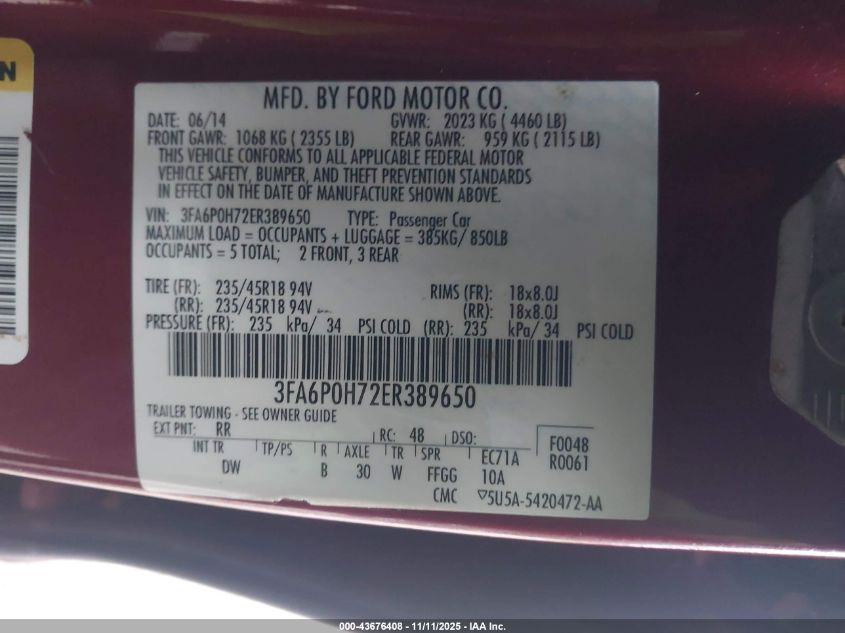 N
MFD. BY FORD MOTOR CO.
DATE: 06/14 GVWR: 2023 KG ( 4460 LB)
FRONT GAWR: 1068 KG ( 2355 LB) REAR GAWR: 959 KG ( 2115 LB)
THIS VEHICLE CONFORMS TO ALL APPLICABLE FEDERAL MOTOR
VEHICLE SAFETY, BUMPER, AND THEFT PREVENTION STANDARDS
IN EFFECT ON THE DATE OF MANUFACTURE SHOWN ABOVE.
VIN: 3FA6P0H72ER389650 TYPE: Passenger Car
MAXIMUM LOAD = OCCUPANTS + LUGGAGE = 385KG/ 850LB
OCCUPANTS = 5 TOTAL; 2 FRONT, 3 REAR
TIRE (FR): 235/45R18 94V RIMS (FR): 18x8.0J
(RR): 235/45R18 94V (RR): 18x8.0J
PRESSURE (FR): 235 kPa/ 34 PSI COLD (RR): 235 kPa/ 34 PSI COLD
3FA6P0H72ER389650
TRAILER TOWING - SEE OWNER GUIDE
EXT PNT: RR RC: 48 DSO: F0048
INT TR TP/PS R AXLE TR SPR EC71A R0061
DW B 30 W FFGG 10A
CMC 5U5A-5420472-AA
000-43676408 - 11/11/2025 - IAA Inc.